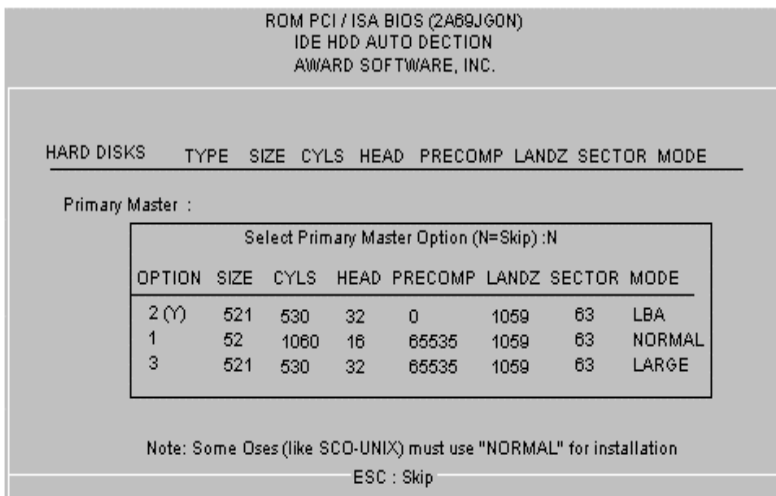 ROM PCI / ISA BIOS (2A69JG0N)
IDE HDD AUTO DECTION
AWARD SOFTWARE, INC.
HARD DISKS TYPE SIZE CYLS HEAD PRECOMP LANDZ SECTOR MODE
Primary Master :
Select Primary Master Option (N=Skip) :N
OPTION SIZE CYLS HEAD PRECOMP LANDZ SECTOR MODE
2 (Y) 521 530 32 0 1059 63 LBA
1 52 1060 16 65535 1059 63 NORMAL
3 521 530 32 65535 1059 63 LARGE
Note: Some Oses (like SCO-UNIX) must use "NORMAL" for installation
ESC : Skip